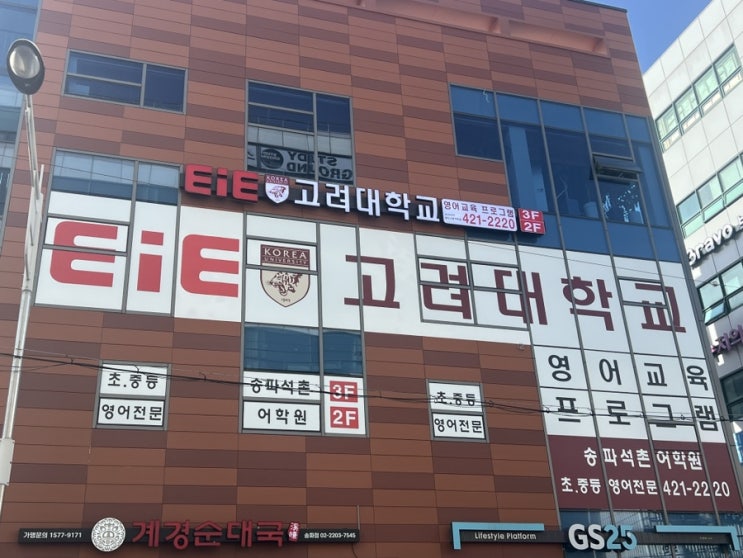 STUDY
GROUND
EiE KOREA 고려대학교 영어교육 프로그램 421-2220 3F 2F
EiE KOREA UNIVERSITY 고려대학교
영어교육
프로그램
초.중등
영어전문
송파석촌
어학원
3F
2F
초.중등
영어전문
송파석촌어학원
초.중등 영어전문 421-2220
bravo
가맹문의 1577-9171 계경순대국 송파점 02-2203-7545
Lifestyle Platform GS25